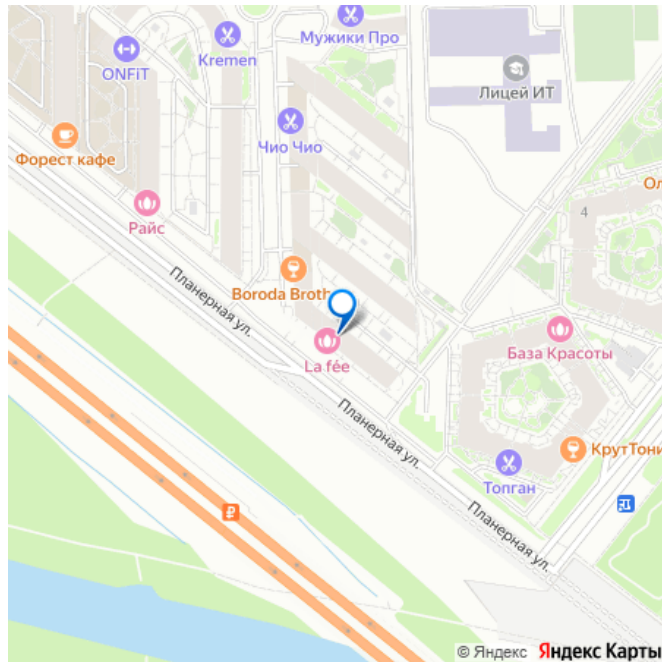 Мужики Про
Kremen
ONFIT
Лицей ИТ
Чио Чио
Форест кафе
Ол
4
Райс
Планерная ул.
Boroda Broth
База Красоты
La fée
Планерная ул.
КрутТони
Топган
Планерная ул.
© Яндекс Яндекс Карты